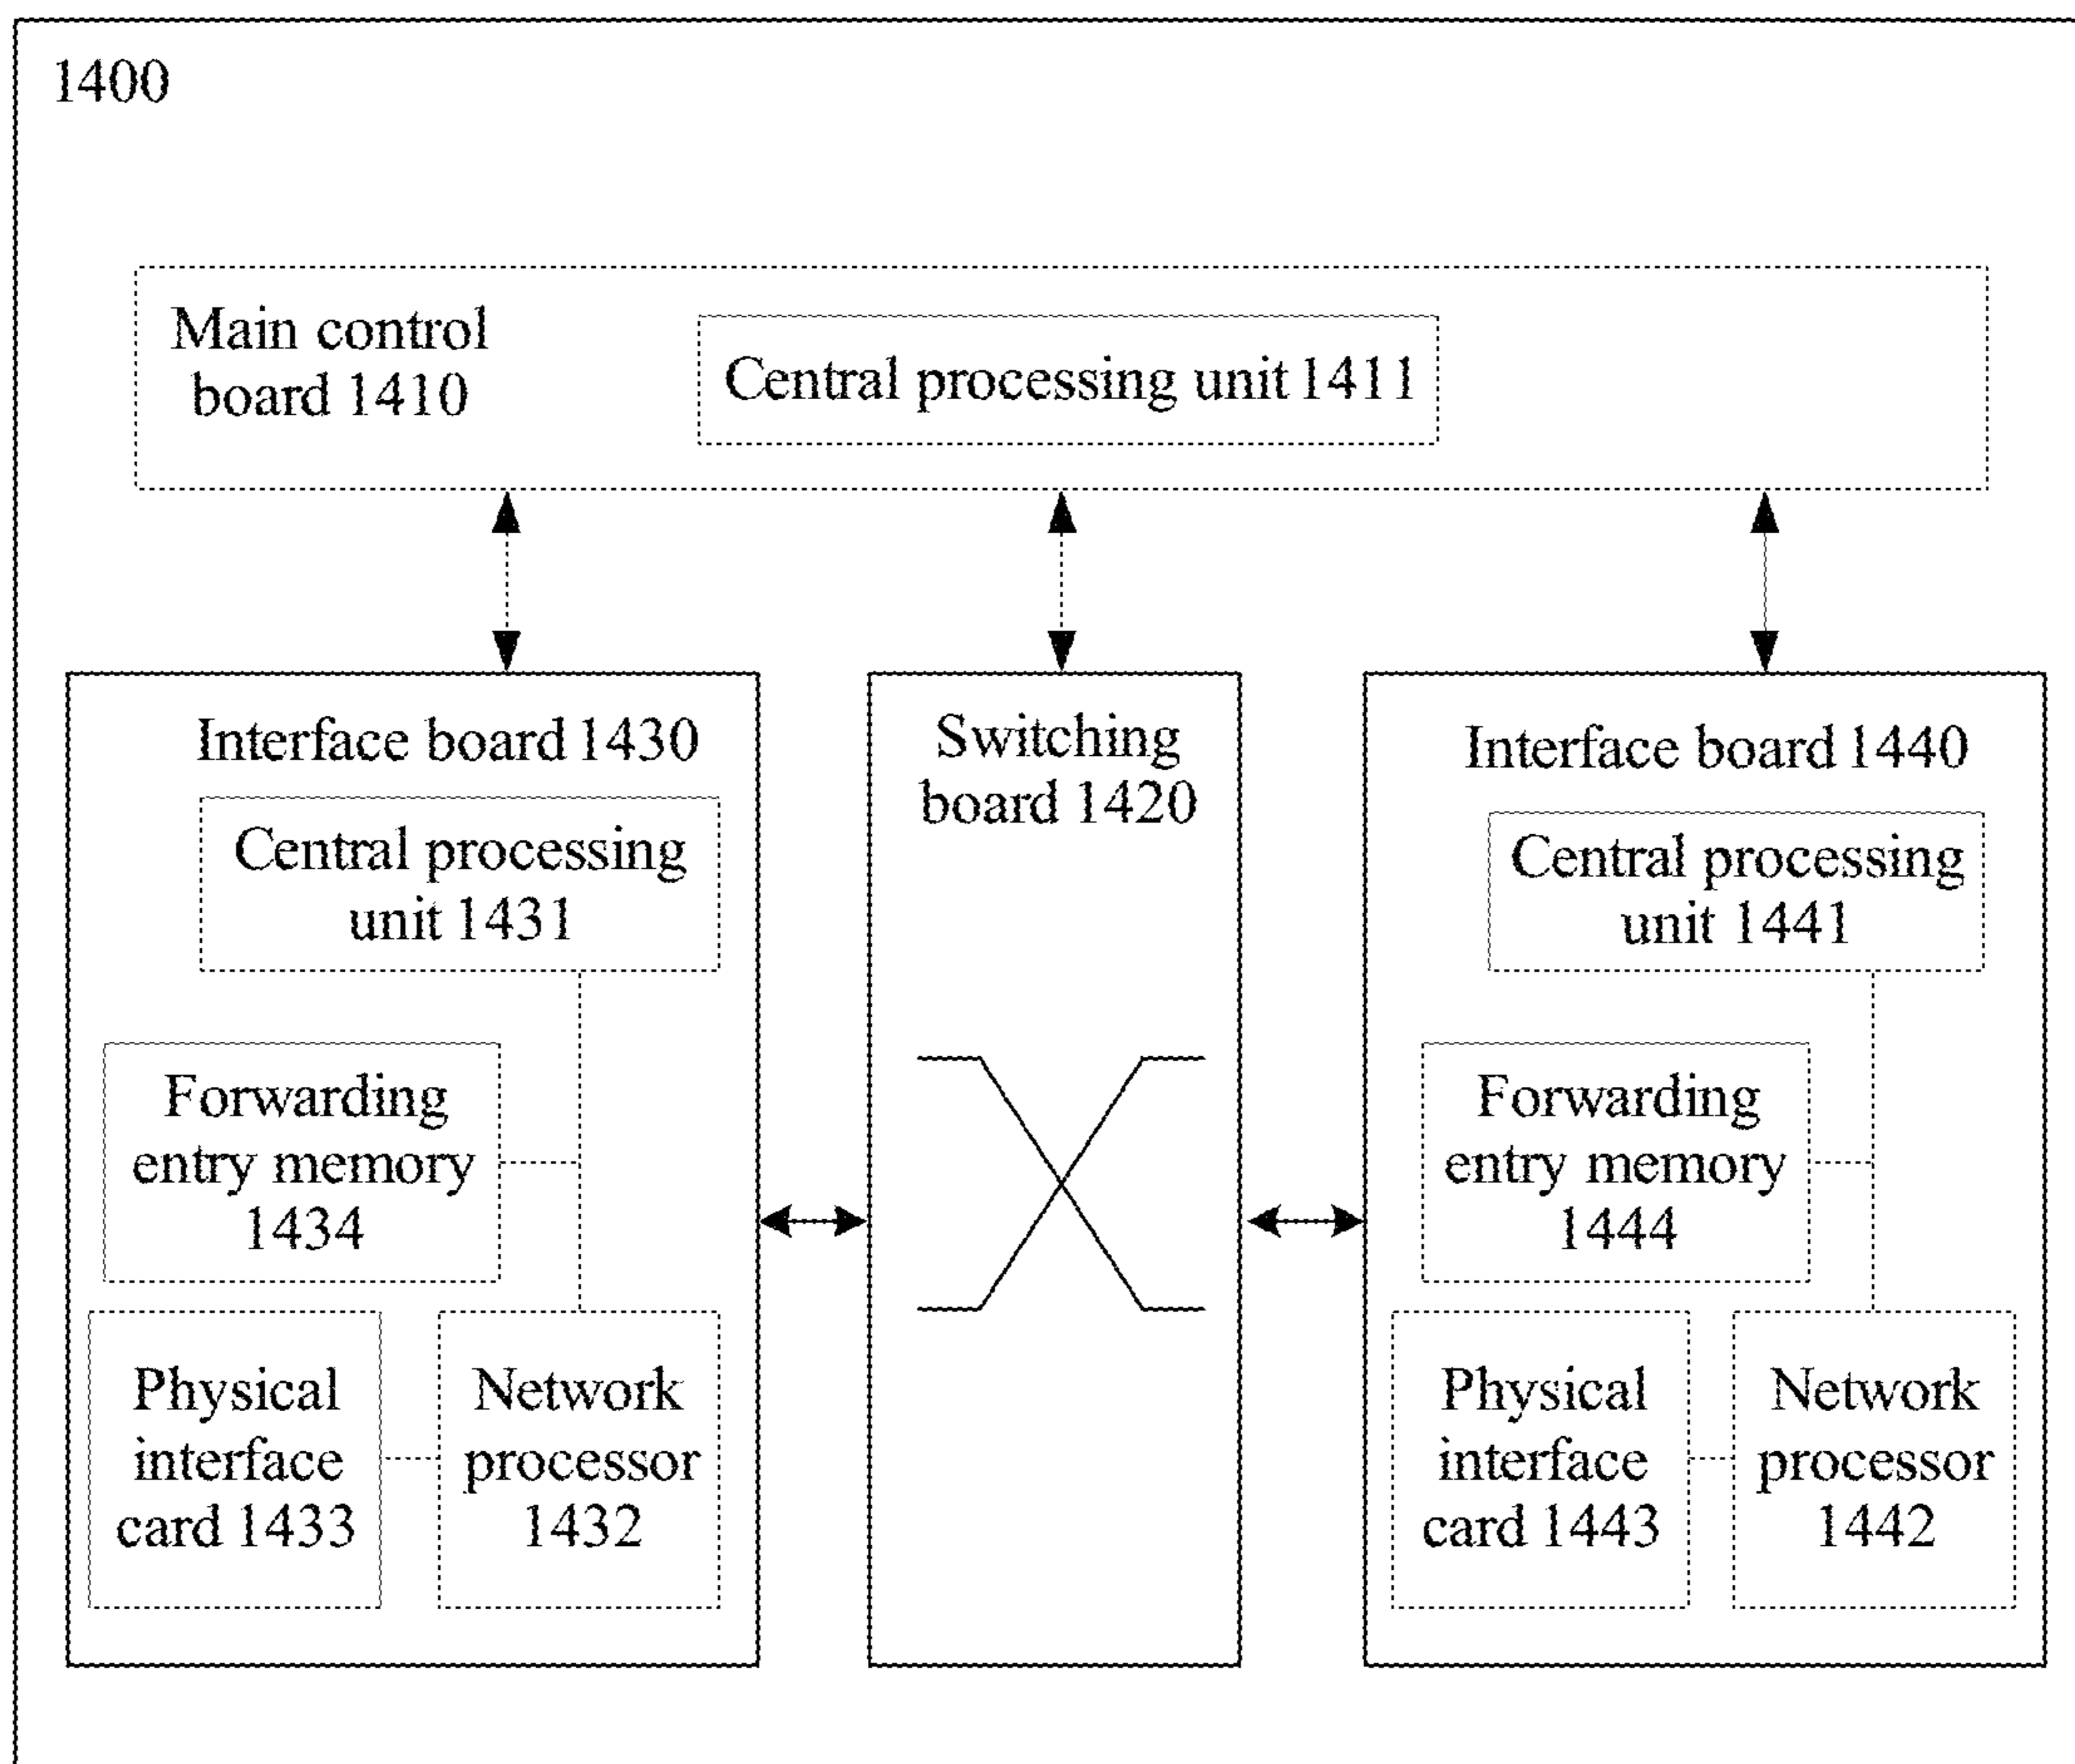 1400
Main control
board 1410
Central processing unit 1411
Interface board 1430
Central processing
unit 1431
Forwarding
entry memory
1434
Physical
interface
card 1433
Network
processor
1432
Switching
board 1420
Interface board 1440
Central processing
unit 1441
Forwarding
entry memory
1444
Physical
interface
card 1443
Network
processor
1442